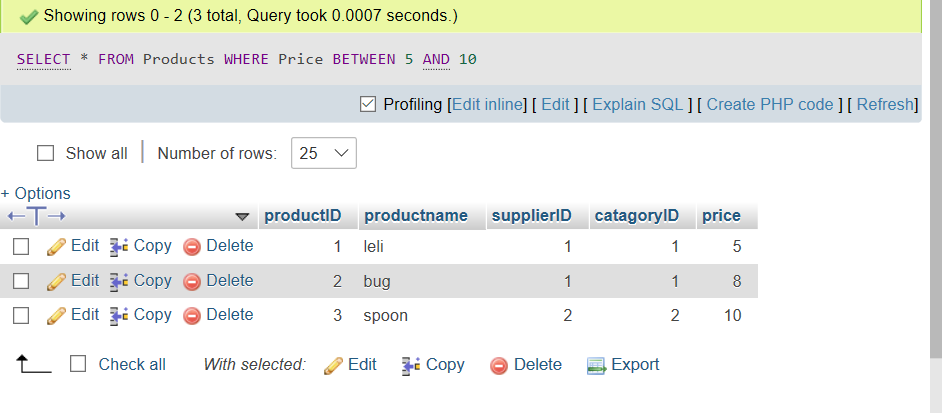 Showing rows 0 - 2 (3 total, Query took 0.0007 seconds.)
SELECT * FROM Products WHERE Price BETWEEN 5 AND 10
Profiling [Edit inline] [ Edit ] [ Explain SQL ] [ Create PHP code ] [ Refresh]
Show all Number of rows: 25
+ Options
productID productname supplierID catagoryID price
Edit Copy Delete 1 leli 1 1 5
Edit Copy Delete 2 bug 1 1 8
Edit Copy Delete 3 spoon 2 2 10
Check all With selected: Edit Copy Delete Export